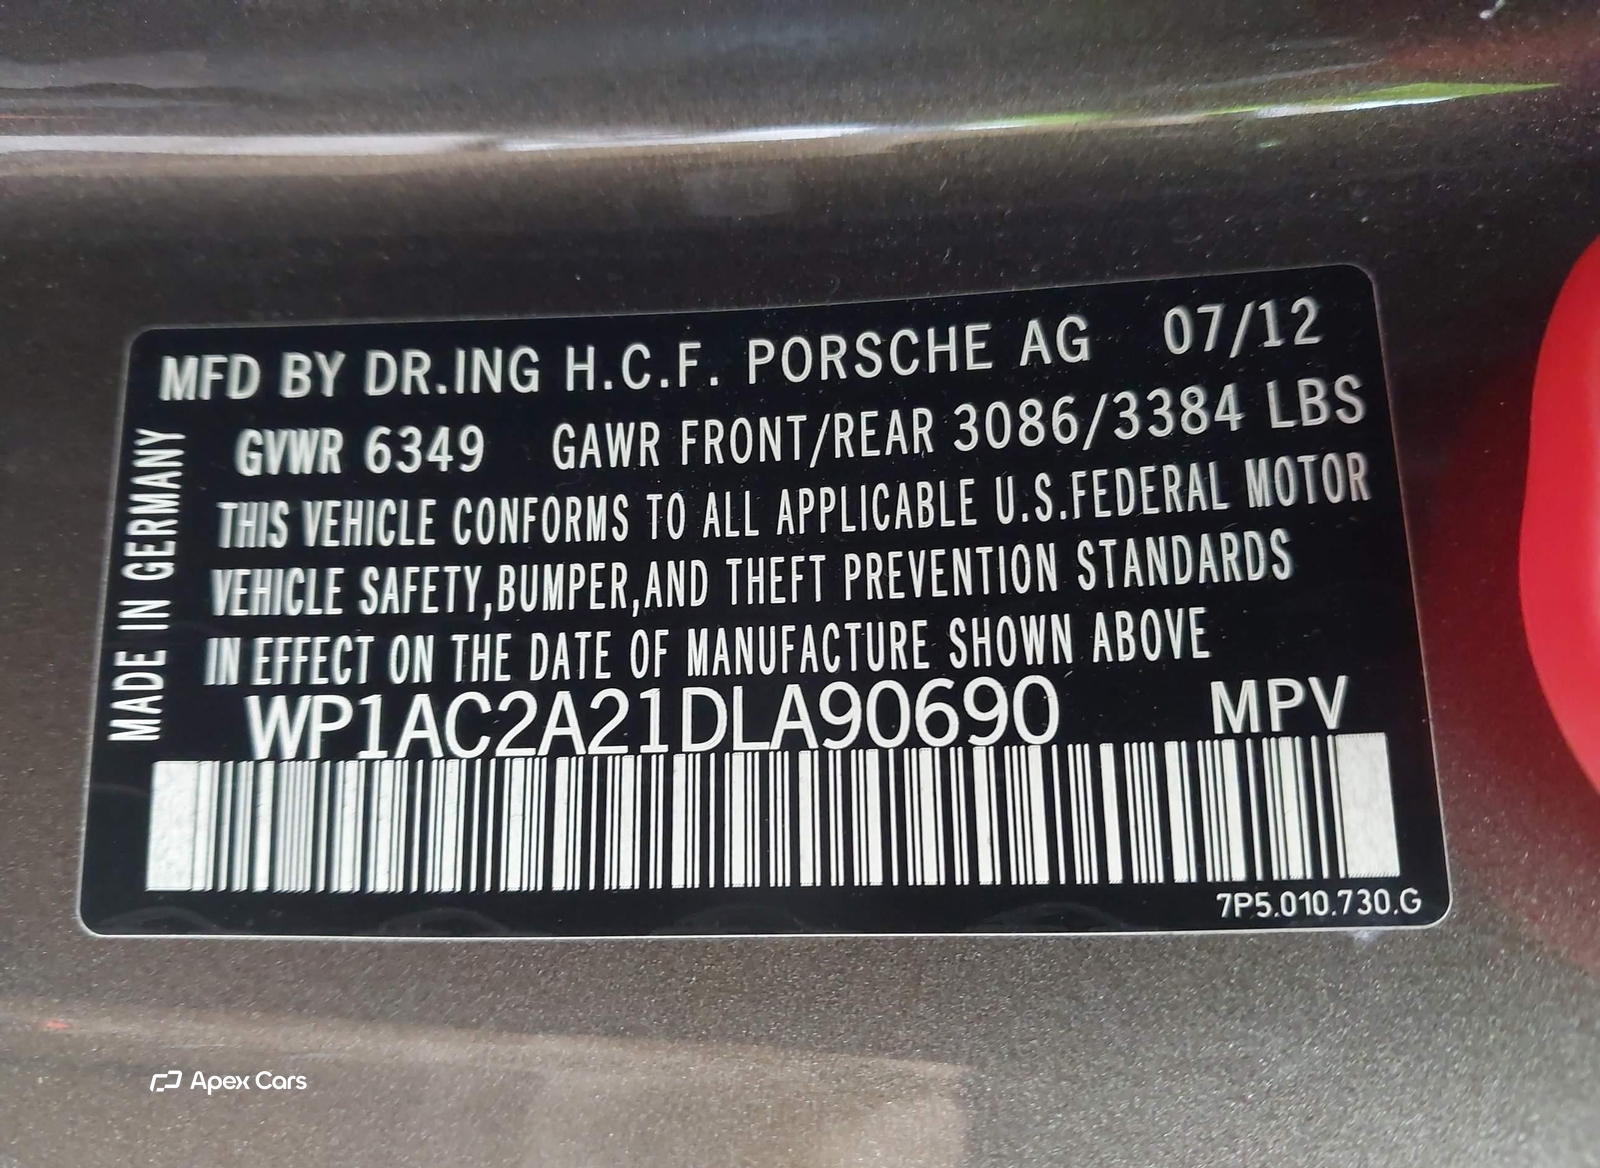 MFD BY DR.ING H.C.F. PORSCHE AG 07/12
GVWR 6349 GAWR FRONT/REAR 3086/3384 LBS
THIS VEHICLE CONFORMS TO ALL APPLICABLE U.S.FEDERAL MOTOR
VEHICLE SAFETY,BUMPER,AND THEFT PREVENTION STANDARDS
IN EFFECT ON THE DATE OF MANUFACTURE SHOWN ABOVE
WP1AC2A21DLA90690 MPV
7P5.010.730.G
MADE IN GERMANY
Apex Cars